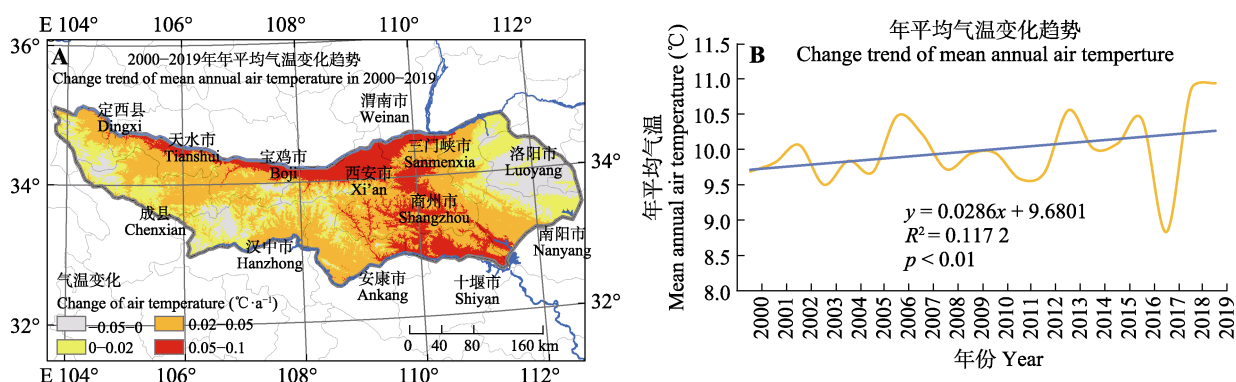 E 104° 106° 108° 110° 112°
36°
34°
32°
34°
32°
A
2000–2019年年平均气温变化趋势
Change trend of mean annual air temperature in 2000–2019
渭南市
Weinan
定西县
Dingxi
天水市
Tianshui
宝鸡市
Boji
三门峡市
Sanmenxia
洛阳市
Luoyang
西安市
Xi'an
商州市
Shangzhou
成县
Chenxian
汉中市
Hanzhong
南阳市
Nanyang
安康市
Ankang
十堰市
Shiyan
气温变化
Change of air temperature (℃·a⁻¹)
–0.05–0 0.02–0.05
0–0.02 0.05–0.1
0 40 80 160 km
E 104° 106° 108° 110° 112°
年平均气温变化趋势
B Change trend of mean annual air temperture
年平均气温
Mean annual air temperature (℃)
11.5
11.0
10.5
10.0
9.5
9.0
8.5
8.0
y = 0.0286x + 9.6801
R² = 0.117 2
p < 0.01
2000 2001 2002 2003 2004 2005 2006 2007 2008 2009 2010 2011 2012 2013 2014 2015 2016 2017 2018 2019
年份 Year